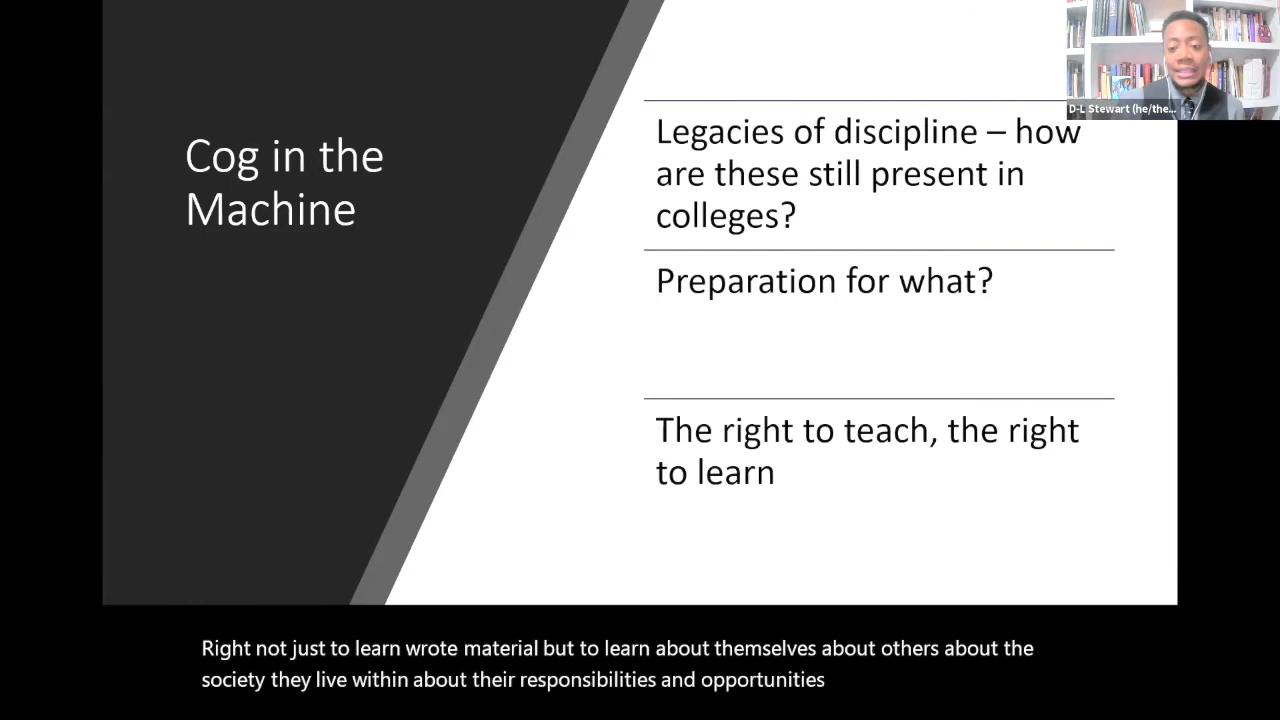 Cog in the
Machine
D-L Stewart (he/the...
Legacies of discipline – how
are these still present in
colleges?
Preparation for what?
The right to teach, the right
to learn
Right not just to learn wrote material but to learn about themselves about others about the
society they live within about their responsibilities and opportunities